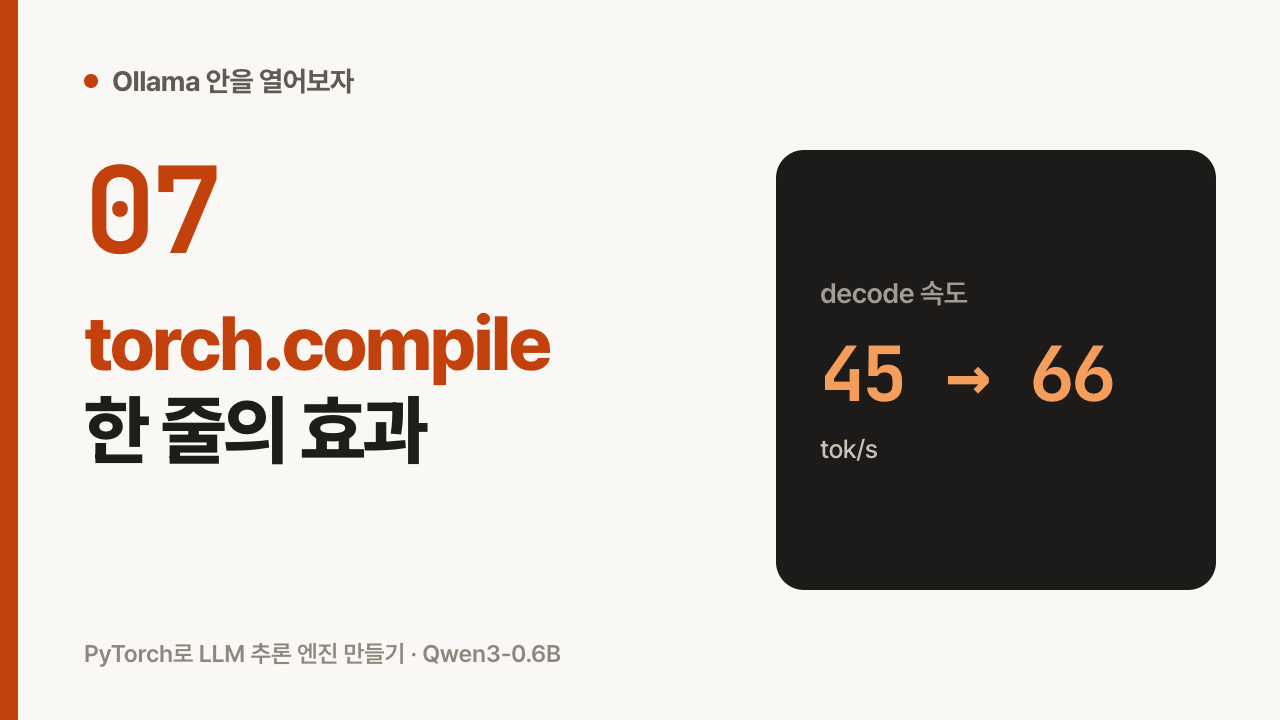 Ollama 안을 열어보자
07
torch.compile
한 줄의 효과
decode 속도
45 → 66
tok/s
PyTorch로 LLM 추론 엔진 만들기 · Qwen3-0.6B